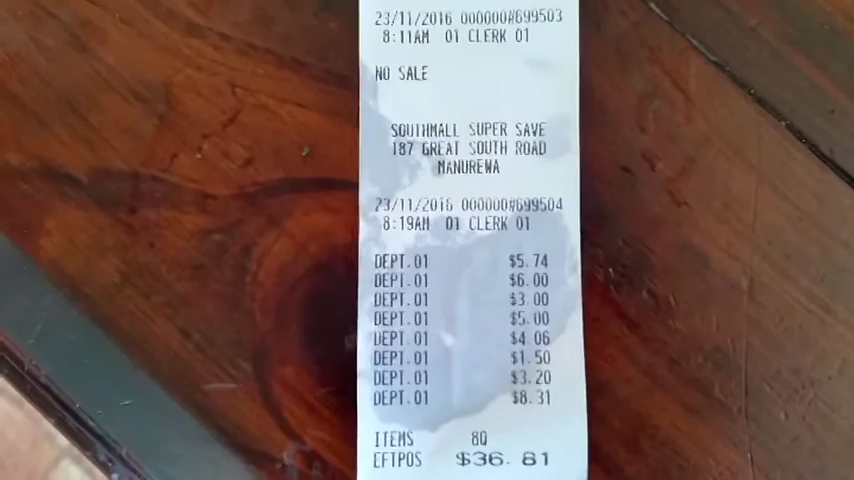 23/11/2016 000000#699503
8:11AM 01 CLERK 01
NO SALE
SOUTHMALL SUPER SAVE
187 GREAT SOUTH ROAD
MANUREWA
23/11/2016 000000#699504
8:19AM 01 CLERK 01
DEPT.01 $5.74
DEPT.01 $6.00
DEPT.01 $3.00
DEPT.01 $5.00
DEPT.01 $4.06
DEPT.01 $1.50
DEPT.01 $3.20
DEPT.01 $8.31
ITEMS 8Q
EFTPOS $36.81